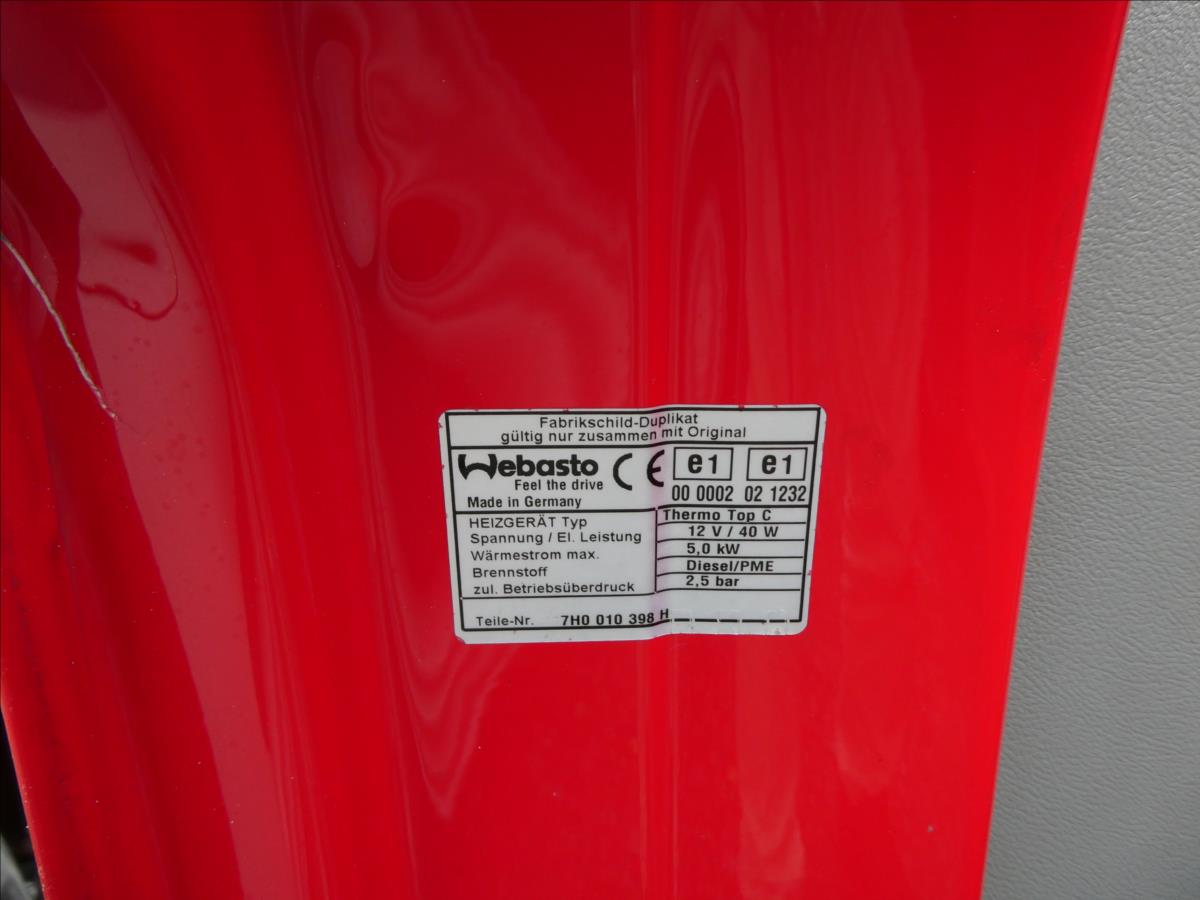 Fabrikschild-Duplikat
gültig nur zusammen mit Original
Webasto CE e1 e1
Feel the drive 00 0002 02 1232
Made in Germany
HEIZGERÄT Typ Thermo Top C
Spannung / El. Leistung 12 V / 40 W
Wärmestrom max. 5,0 kW
Brennstoff Diesel/PME
zul. Betriebsüberdruck 2,5 bar
Teile-Nr. 7H0 010 398 H